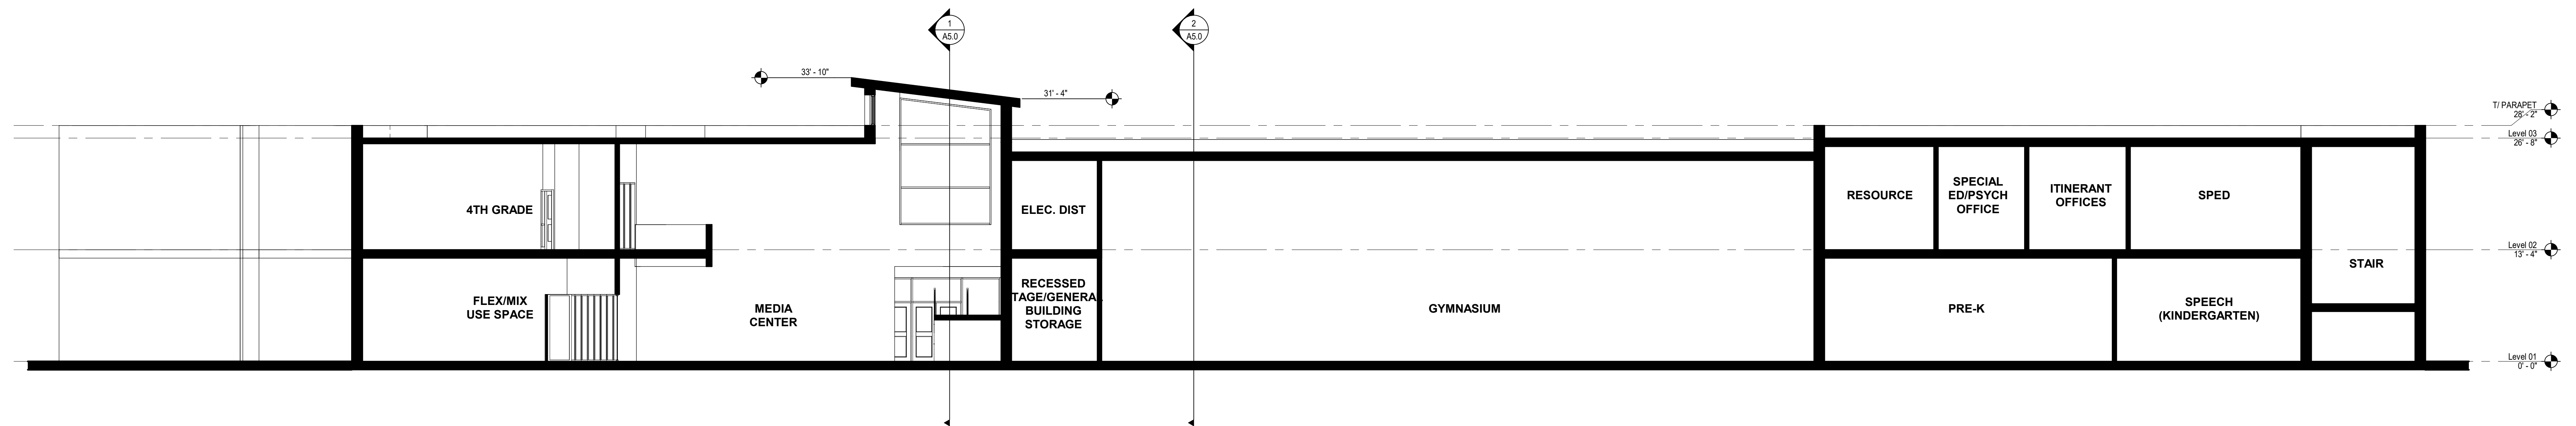 1
A5.0
2
A5.0
33' - 10"
31' - 4"
T/ PARAPET
28' - 2"
Level 03
26' - 8"
4TH GRADE
ELEC. DIST
RESOURCE
SPECIAL
ED/PSYCH
OFFICE
ITINERANT
OFFICES
SPED
Level 02
13' - 4"
FLEX/MIX
USE SPACE
MEDIA
CENTER
RECESSED
TAGE/GENERAL
BUILDING
STORAGE
GYMNASIUM
PRE-K
SPEECH
(KINDERGARTEN)
STAIR
Level 01
0' - 0"